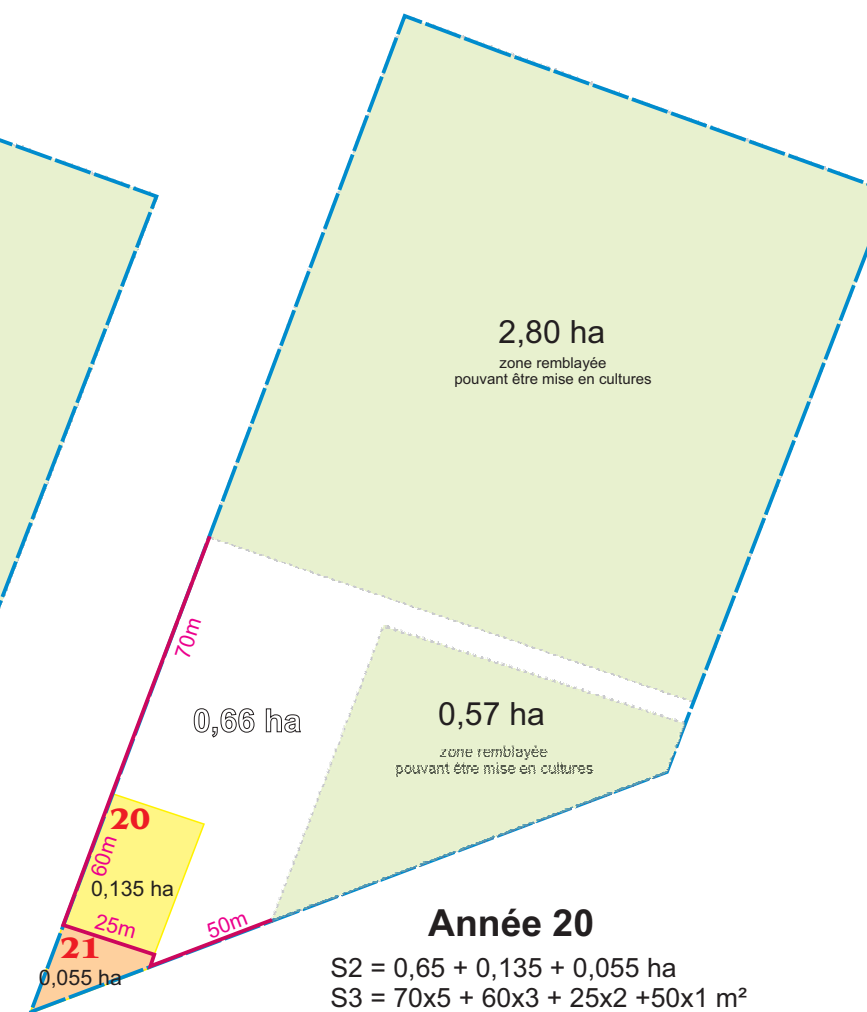 2,80 ha
zone remblayée
pouvant être mise en cultures
70m
0,66 ha
0,57 ha
zone remblayée
pouvant être mise en cultures
20
60m
0,135 ha
25m
50m
21
0,055 ha
Année 20
S2 = 0,65 + 0,135 + 0,055 ha
S3 = 70x5 + 60x3 + 25x2 +50x1 m²